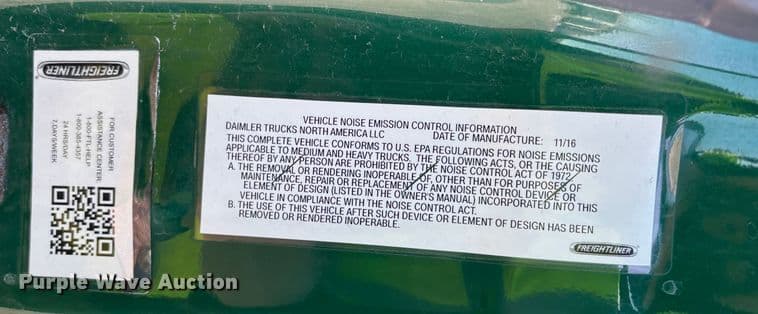 FREIGHTLINER
FOR CUSTOMER
ASSISTANCE CENTER
1-800-FTL-HELP
1-800-385-4357
24 HRS/DAY
7 DAYS/WEEK
VEHICLE NOISE EMISSION CONTROL INFORMATION
DAIMLER TRUCKS NORTH AMERICA LLC DATE OF MANUFACTURE: 11/16
THIS COMPLETE VEHICLE CONFORMS TO U.S. EPA REGULATIONS FOR NOISE EMISSIONS
APPLICABLE TO MEDIUM AND HEAVY TRUCKS. THE FOLLOWING ACTS, OR THE CAUSING
THEREOF BY ANY PERSON ARE PROHIBITED BY THE NOISE CONTROL ACT OF 1972.
A. THE REMOVAL OR RENDERING INOPERABLE OF, OTHER THAN FOR PURPOSES OF
MAINTENANCE, REPAIR OR REPLACEMENT OF ANY NOISE CONTROL DEVICE OR
ELEMENT OF DESIGN (LISTED IN THE OWNER'S MANUAL) INCORPORATED INTO THIS
VEHICLE IN COMPLIANCE WITH THE NOISE CONTROL ACT.
B. THE USE OF THIS VEHICLE AFTER SUCH DEVICE OR ELEMENT OF DESIGN HAS BEEN
REMOVED OR RENDERED INOPERABLE.
FREIGHTLINER
Purple Wave Auction